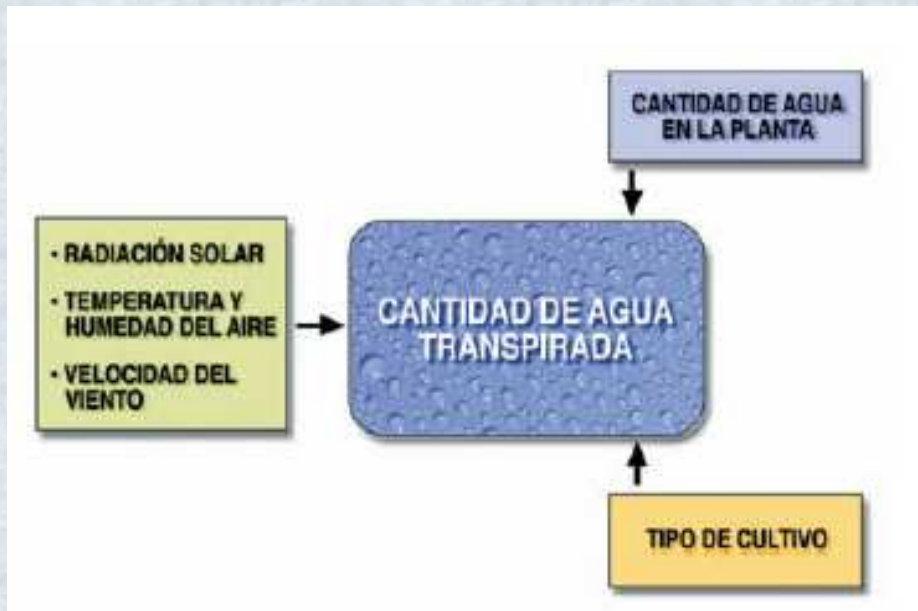 CANTIDAD DE AGUA
EN LA PLANTA
• RADIACIÓN SOLAR
• TEMPERATURA Y
HUMEDAD DEL AIRE
• VELOCIDAD DEL
VIENTO
CANTIDAD DE AGUA
TRANSPIRADA
TIPO DE CULTIVO